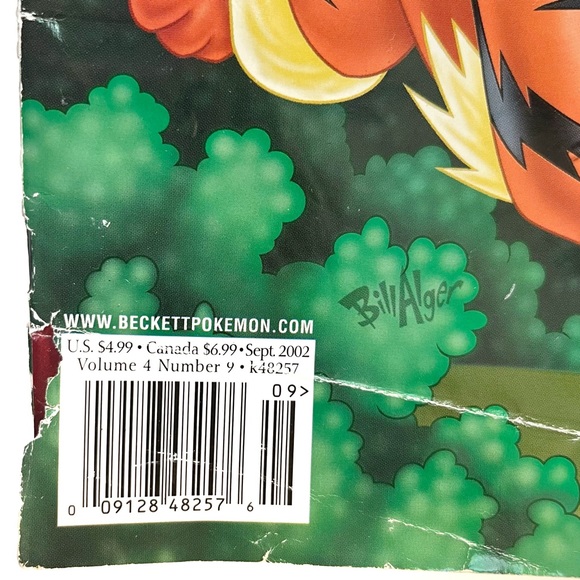 Bill Alger
WWW.BECKETTPOKEMON.COM
U.S. $4.99 • Canada $6.99 • Sept. 2002
Volume 4 Number 9 • k48257
09>
0 09128 48257 6